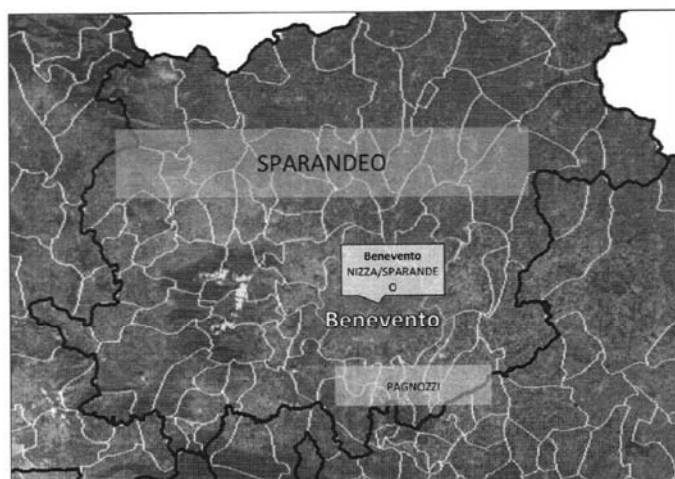 SPARANDEO
Benevento
NIZZA/SPARANDE
O
Benevento
PAGNOZZI